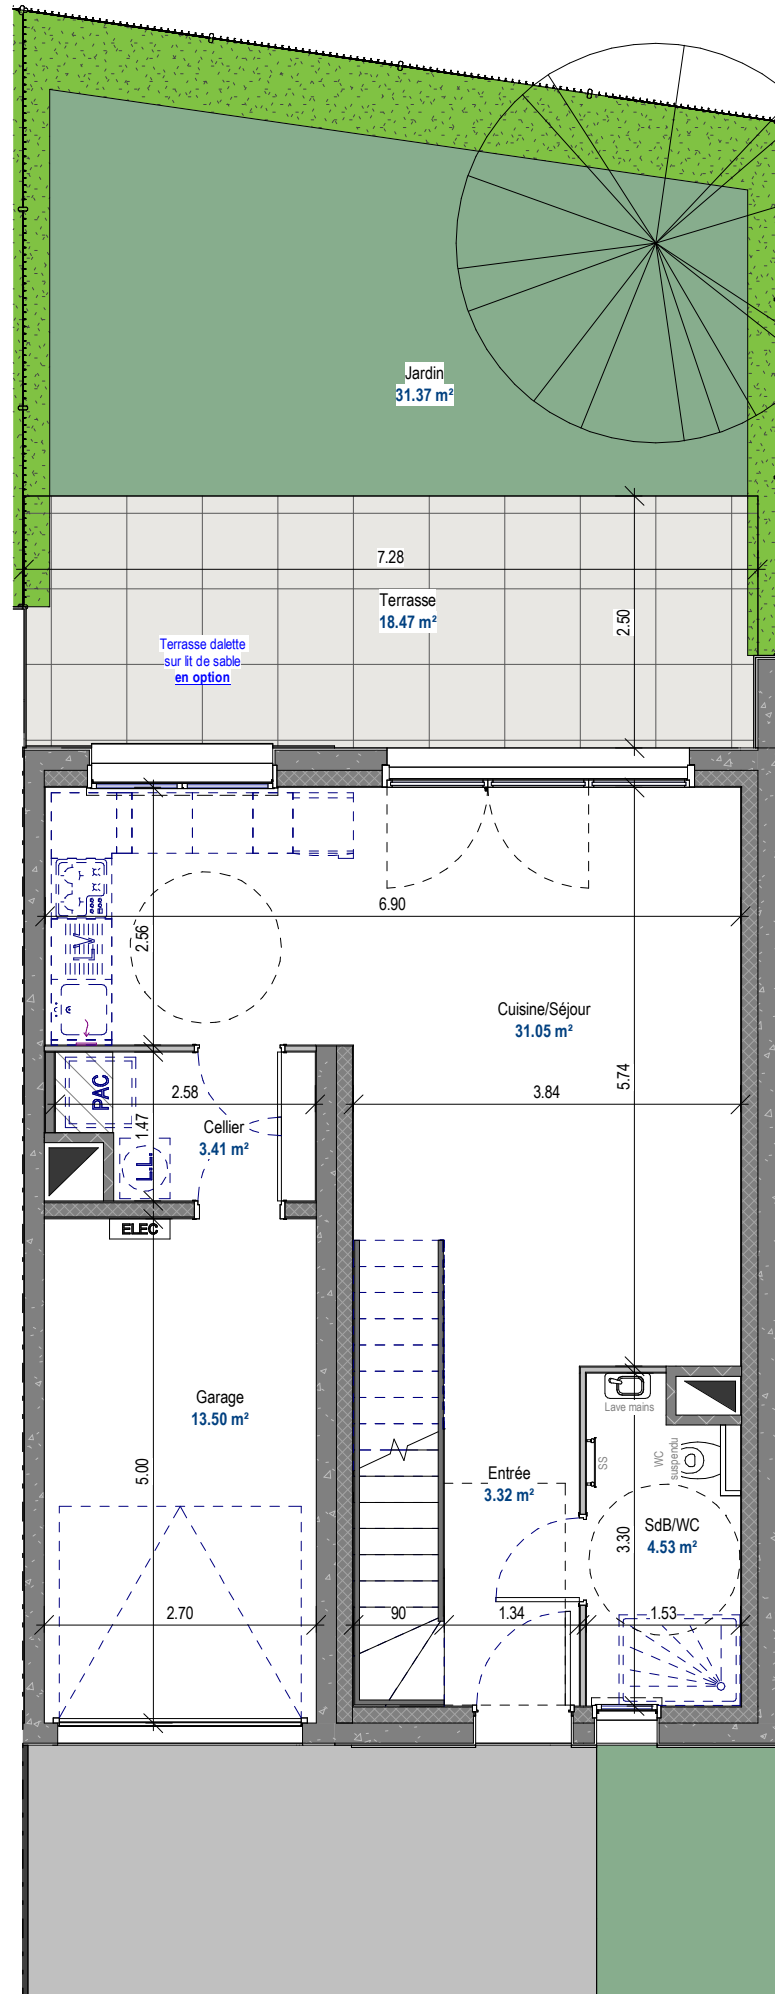 Jardin
31.37 m²
7.28
Terrasse
18.47 m²
2.50
Terrasse dalette
sur lit de sable
en option
6.90
2.56
LV
Cuisine/Séjour
31.05 m²
5.74
PAC
2.58
3.84
1.47
Cellier
3.41 m²
L.L.
ELEC
Garage
13.50 m²
5.00
Lave mains
SS
WC
suspendu
Entrée
3.32 m²
SdB/WC
4.53 m²
3.30
2.70
90
1.34
1.53